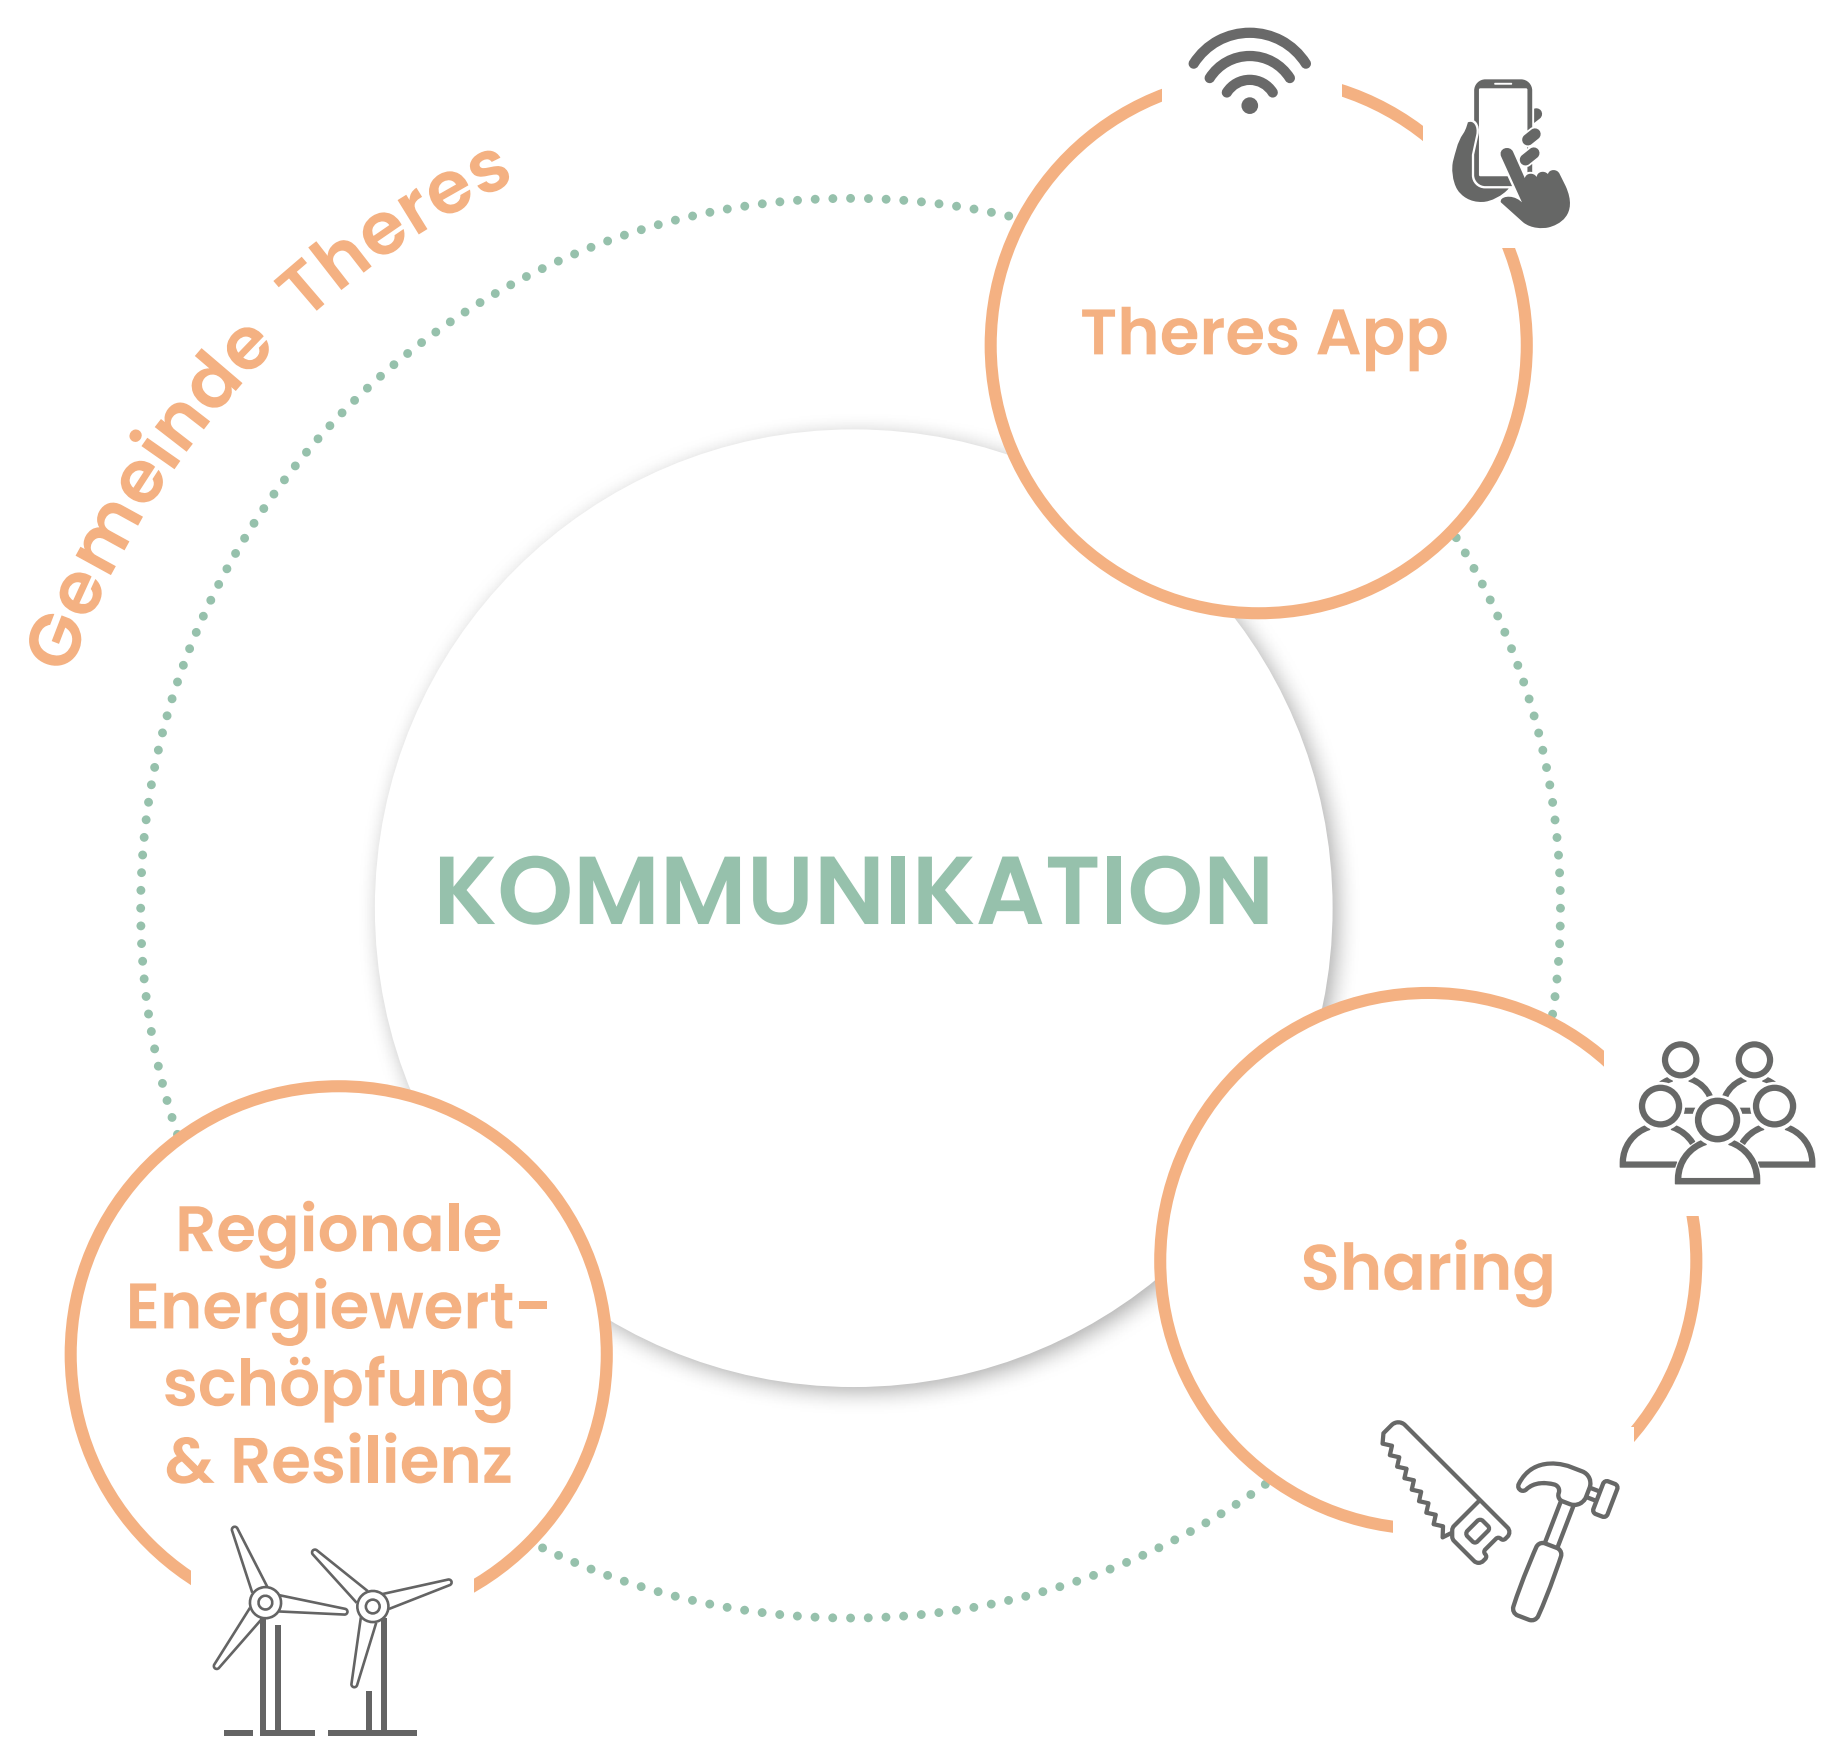 Gemeinde Theres
Theres App
KOMMUNIKATION
Regionale
Energiewert-
schöpfung
& Resilienz
Sharing